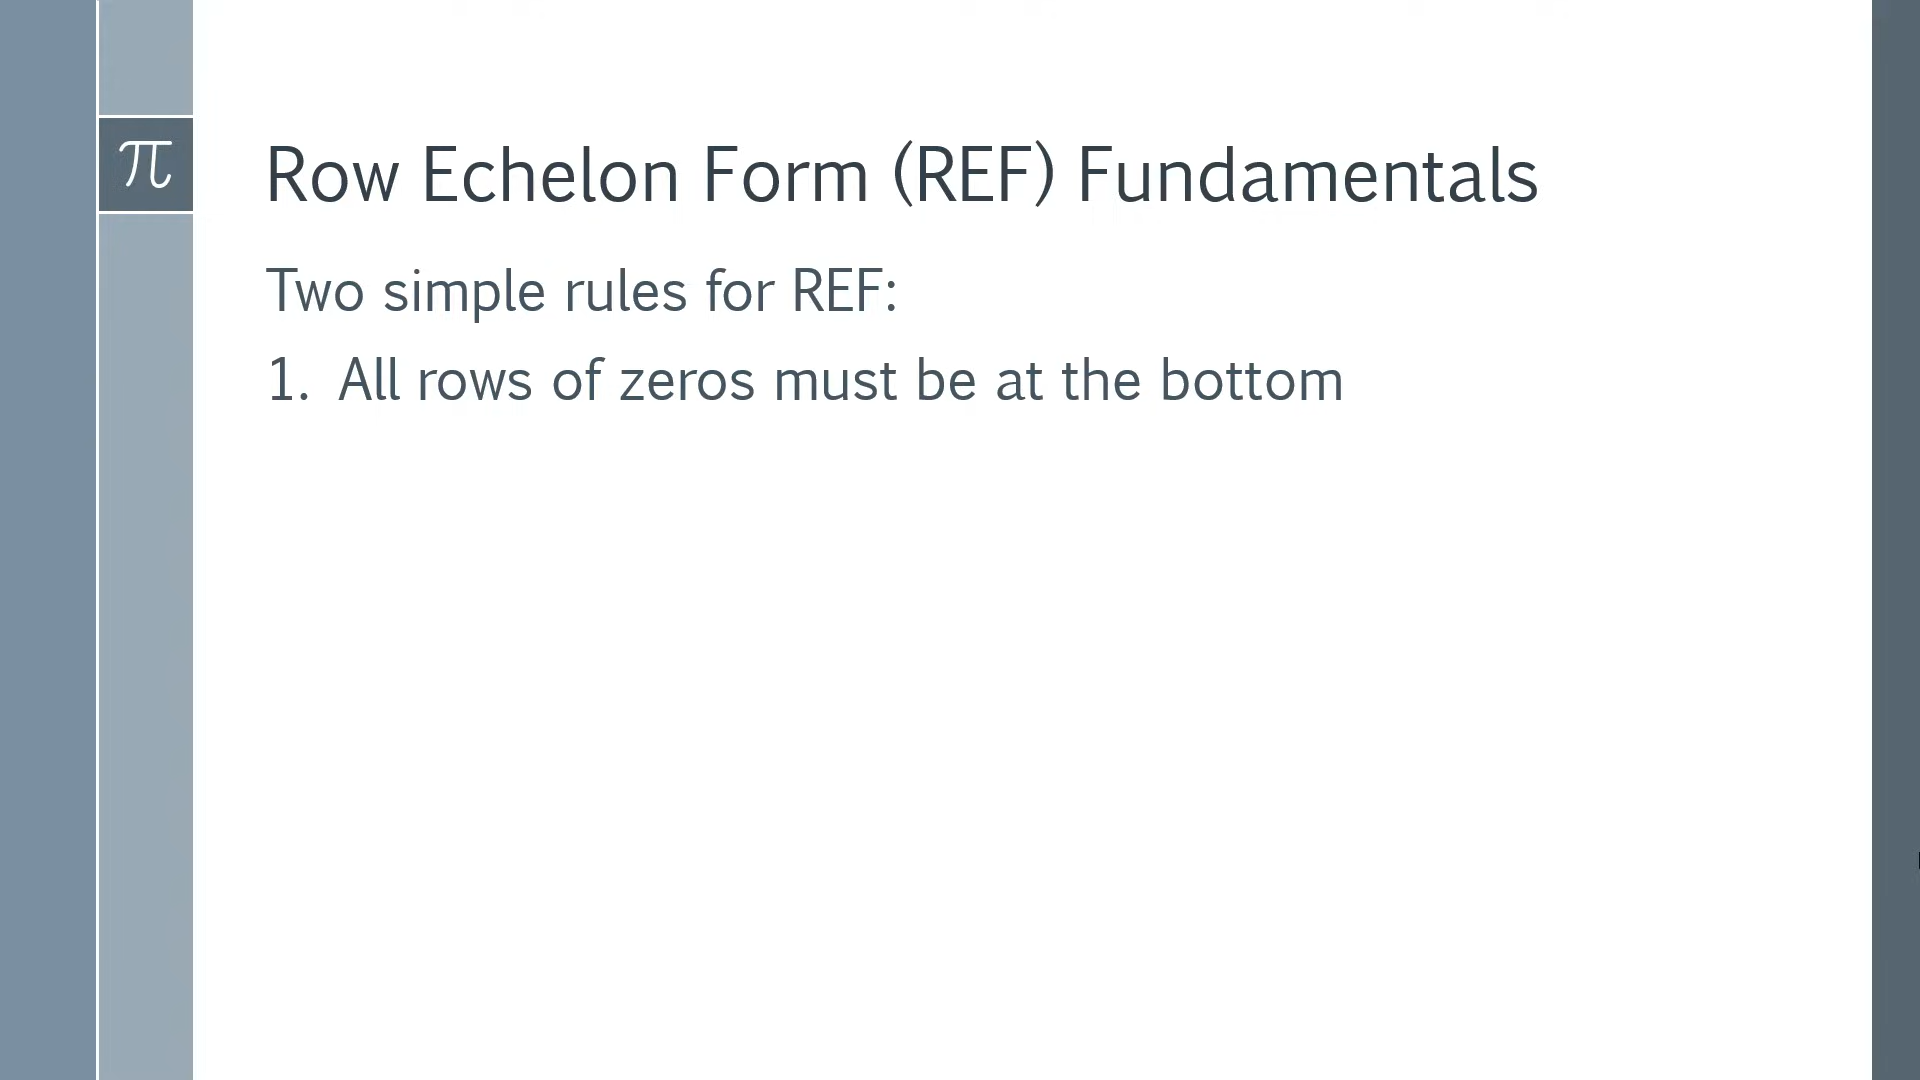 π
Row Echelon Form (REF) Fundamentals
Two simple rules for REF:
1. All rows of zeros must be at the bottom